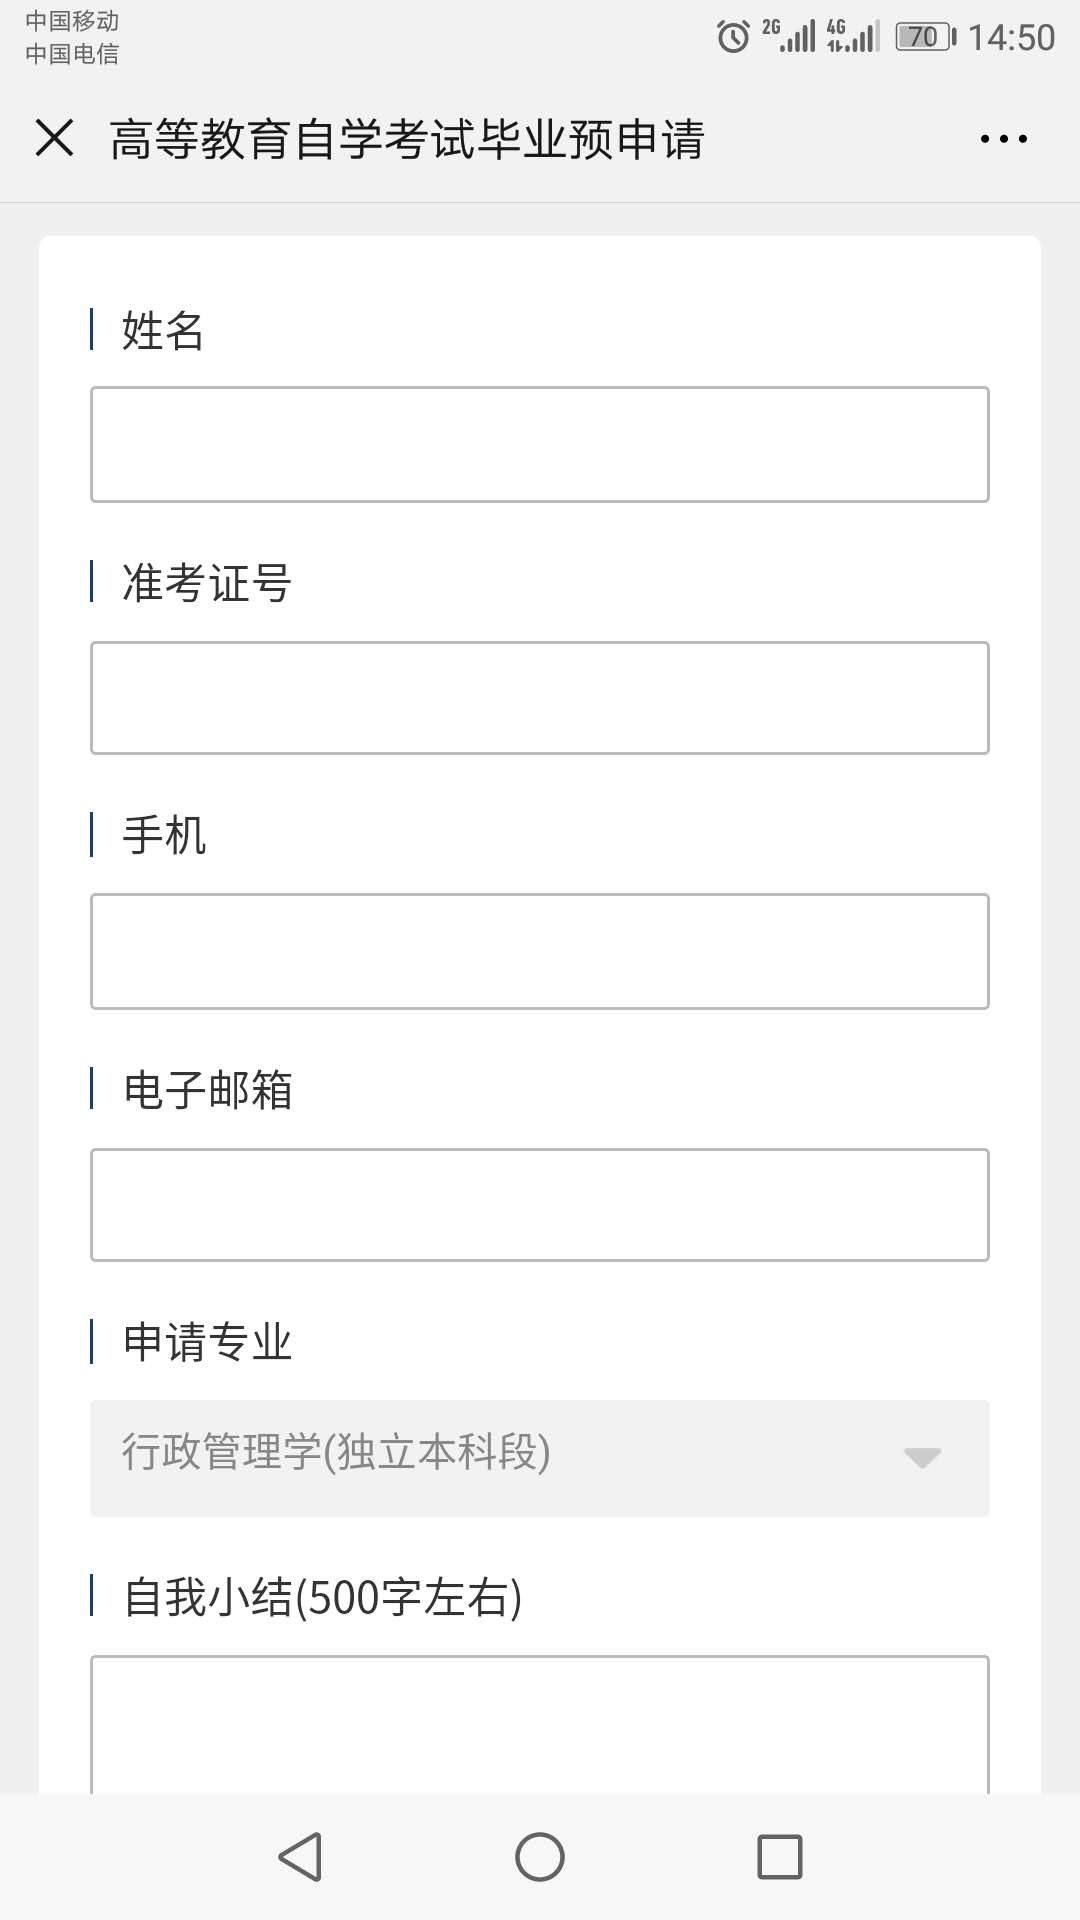 中国移动
中国电信
2G 4G 70 14:50
高等教育自学考试毕业预申请
姓名
准考证号
手机
电子邮箱
申请专业
行政管理学(独立本科段)
自我小结(500字左右)